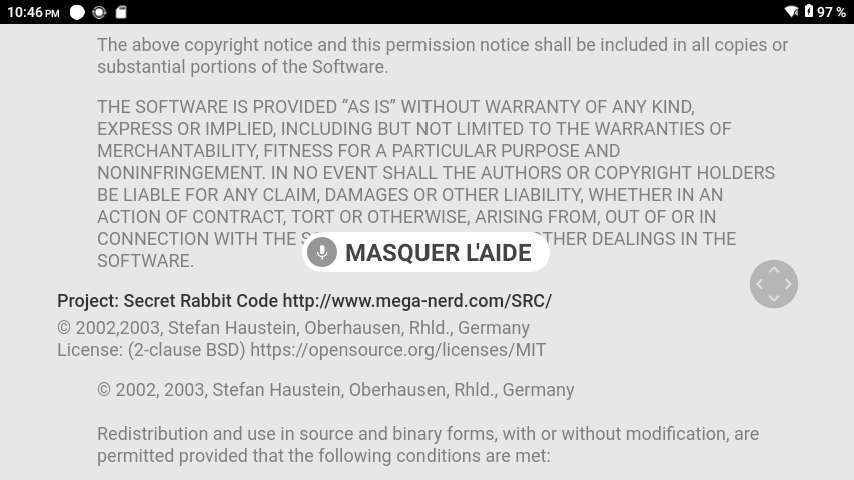 10:46 PM
97 %
The above copyright notice and this permission notice shall be included in all copies or
substantial portions of the Software.
THE SOFTWARE IS PROVIDED “AS IS” WITHOUT WARRANTY OF ANY KIND,
EXPRESS OR IMPLIED, INCLUDING BUT NOT LIMITED TO THE WARRANTIES OF
MERCHANTABILITY, FITNESS FOR A PARTICULAR PURPOSE AND
NONINFRINGEMENT. IN NO EVENT SHALL THE AUTHORS OR COPYRIGHT HOLDERS
BE LIABLE FOR ANY CLAIM, DAMAGES OR OTHER LIABILITY, WHETHER IN AN
ACTION OF CONTRACT, TORT OR OTHERWISE, ARISING FROM, OUT OF OR IN
CONNECTION WITH THE DEALINGS IN THE
MASQUER L'AIDE
SOFTWARE.
Project: Secret Rabbit Code http://www.mega-nerd.com/SRC/
© 2002,2003, Stefan Haustein, Oberhausen, Rhld., Germany
License: (2-clause BSD) https://opensource.org/licenses/MIT
© 2002, 2003, Stefan Haustein, Oberhausen, Rhld., Germany
Redistribution and use in source and binary forms, with or without modification, are
permitted provided that the following conditions are met: